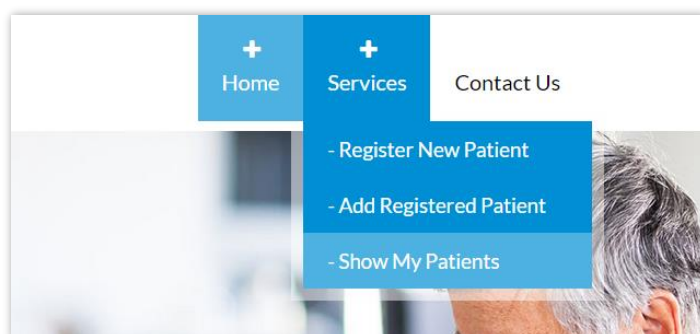 Home
Services
Contact Us
- Register New Patient
- Add Registered Patient
- Show My Patients